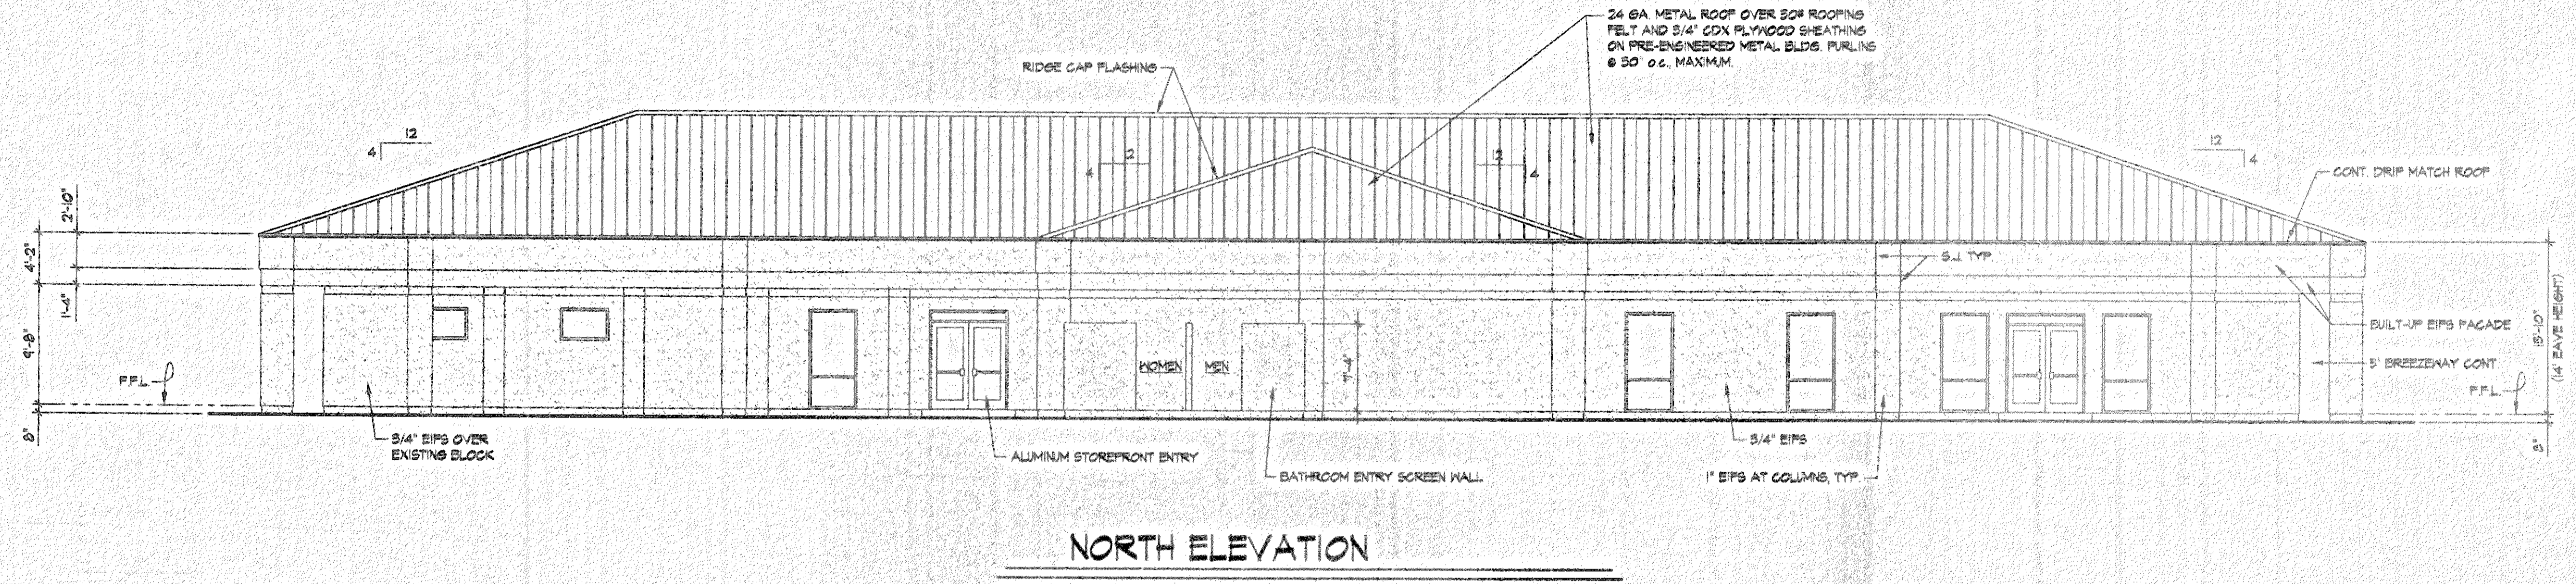 24 GA. METAL ROOF OVER 30# ROOFING
FELT AND 3/4" CDX PLYWOOD SHEATHING
ON PRE-ENGINEERED METAL BLDG. PURLINS
@ 30" o.c., MAXIMUM.
RIDGE CAP FLASHING
12
4
2
4
12
4
12
4
CONT. DRIP MATCH ROOF
2'-10"
4'-2"
1'-4"
9'-8"
8"
F.F.L.
S.J. TYP
BUILT-UP EIFS FACADE
5' BREEZEWAY CONT.
F.F.L.
13'-10"
(14' EAVE HEIGHT)
8"
WOMEN
MEN
7'-4"
3/4" EIFS OVER
EXISTING BLOCK
ALUMINUM STOREFRONT ENTRY
BATHROOM ENTRY SCREEN WALL
3/4" EIFS
1" EIFS AT COLUMNS, TYP.
NORTH ELEVATION